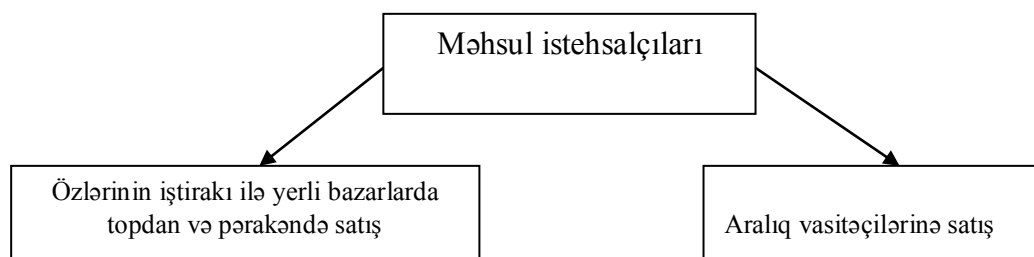 Məhsul istehsalçıları
Özlərinin iştirakı ilə yerli bazarlarda
topdan və pərakəndə satış
Aralıq vasitəçilərinə satış